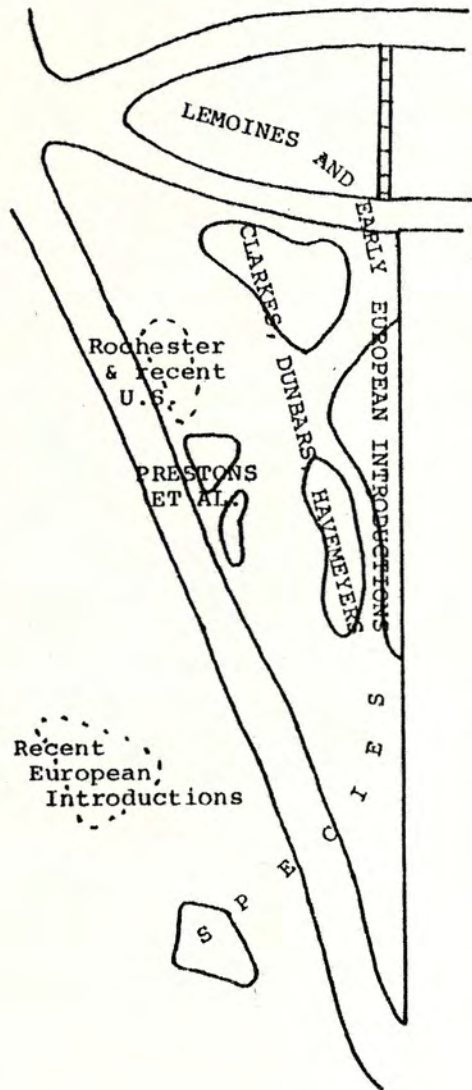 LEMOINES AND EARLY EUROPEAN INTRODUCTIONS
CLARKES, DUNBARS, HAVEMEYERS
Rochester
& recent
U.S.
PRESTONS
ET AL.
Recent
European
Introductions
SPECIES